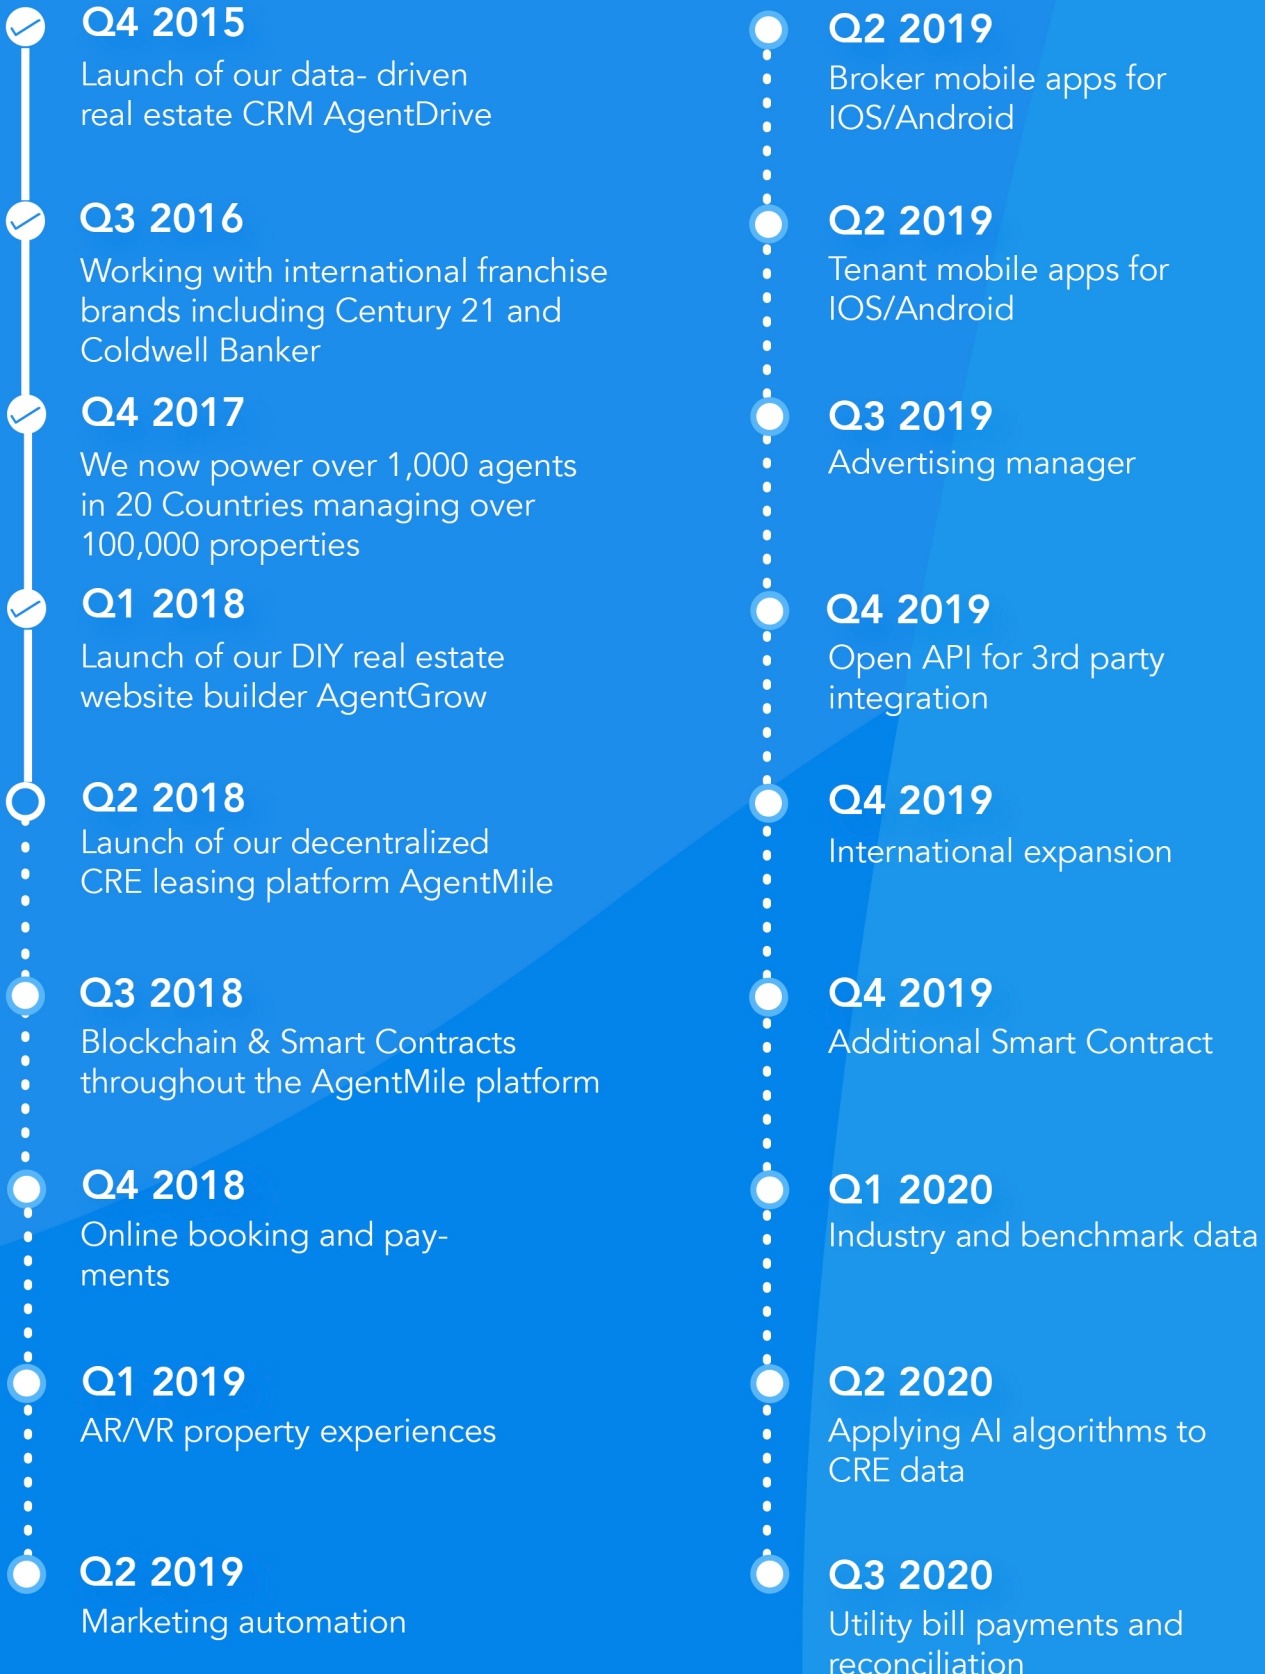 Q4 2015
Launch of our data- driven
real estate CRM AgentDrive
Q3 2016
Working with international franchise
brands including Century 21 and
Coldwell Banker
Q4 2017
We now power over 1,000 agents
in 20 Countries managing over
100,000 properties
Q1 2018
Launch of our DIY real estate
website builder AgentGrow
Q2 2018
Launch of our decentralized
CRE leasing platform AgentMile
Q3 2018
Blockchain & Smart Contracts
throughout the AgentMile platform
Q4 2018
Online booking and pay-
ments
Q1 2019
AR/VR property experiences
Q2 2019
Marketing automation
Q2 2019
Broker mobile apps for
IOS/Android
Q2 2019
Tenant mobile apps for
IOS/Android
Q3 2019
Advertising manager
Q4 2019
Open API for 3rd party
integration
Q4 2019
International expansion
Q4 2019
Additional Smart Contract
Q1 2020
Industry and benchmark data
Q2 2020
Applying AI algorithms to
CRE data
Q3 2020
Utility bill payments and
reconciliation